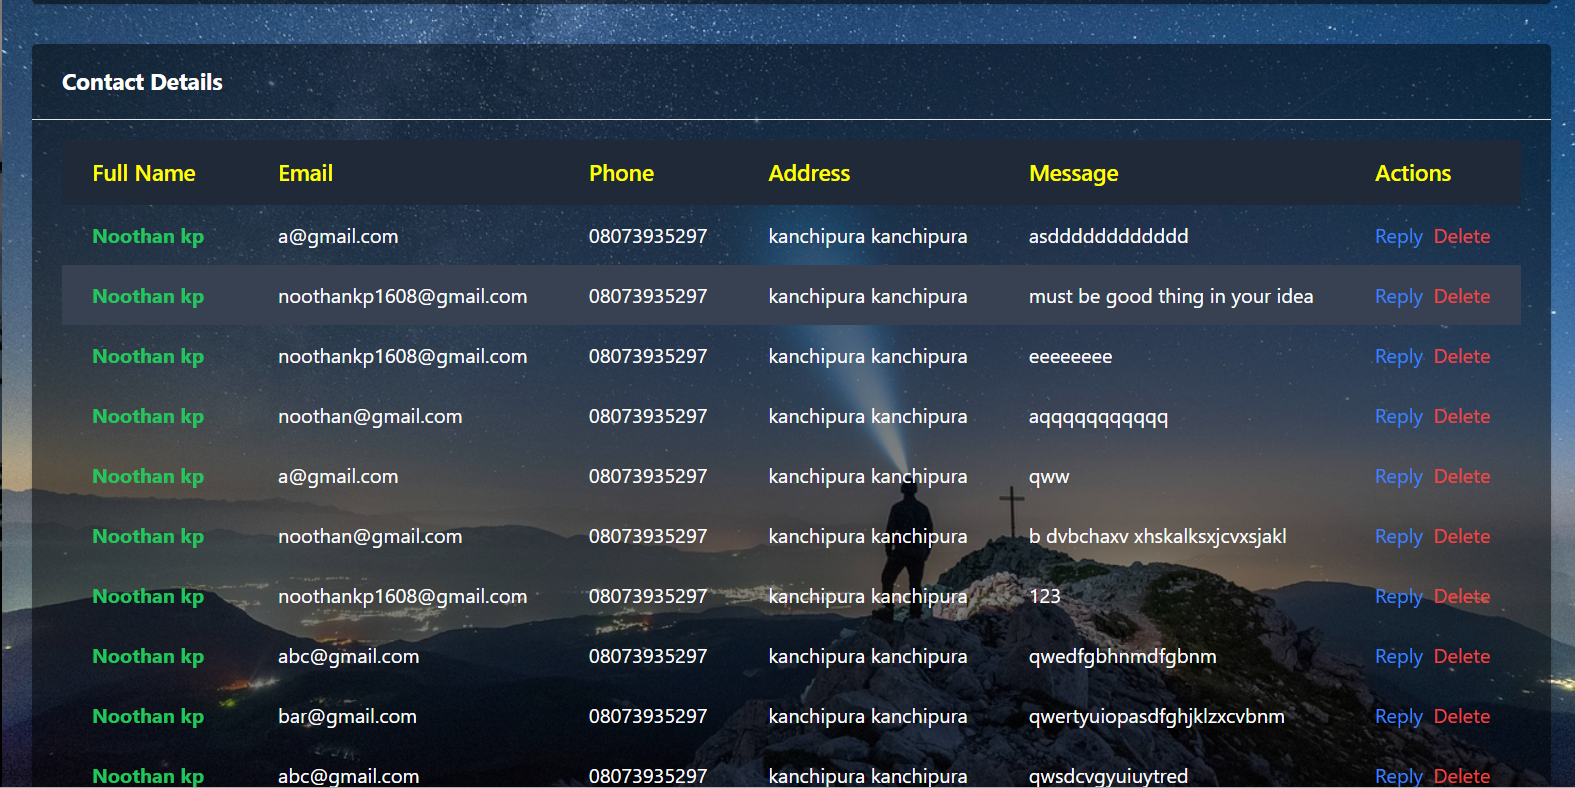 Contact Details
Full Name Email Phone Address Message Actions
Noothan kp a@gmail.com 08073935297 kanchipura kanchipura asdddddddddddd Reply Delete
Noothan kp noothankp1608@gmail.com 08073935297 kanchipura kanchipura must be good thing in your idea Reply Delete
Noothan kp noothankp1608@gmail.com 08073935297 kanchipura kanchipura eeeeeeee Reply Delete
Noothan kp noothan@gmail.com 08073935297 kanchipura kanchipura aqqqqqqqqqqq Reply Delete
Noothan kp a@gmail.com 08073935297 kanchipura kanchipura qww Reply Delete
Noothan kp noothan@gmail.com 08073935297 kanchipura kanchipura b dvbchaxv xhskalksxjcvxsjakl Reply Delete
Noothan kp noothankp1608@gmail.com 08073935297 kanchipura kanchipura 123 Reply Delete
Noothan kp abc@gmail.com 08073935297 kanchipura kanchipura qwedfgbhnmdfgbnm Reply Delete
Noothan kp bar@gmail.com 08073935297 kanchipura kanchipura qwertyuiopasdfghjklzxcvbnm Reply Delete
Noothan kp abc@gmail.com 08073935297 kanchipura kanchipura qwsdcvgyuiuytred Reply Delete